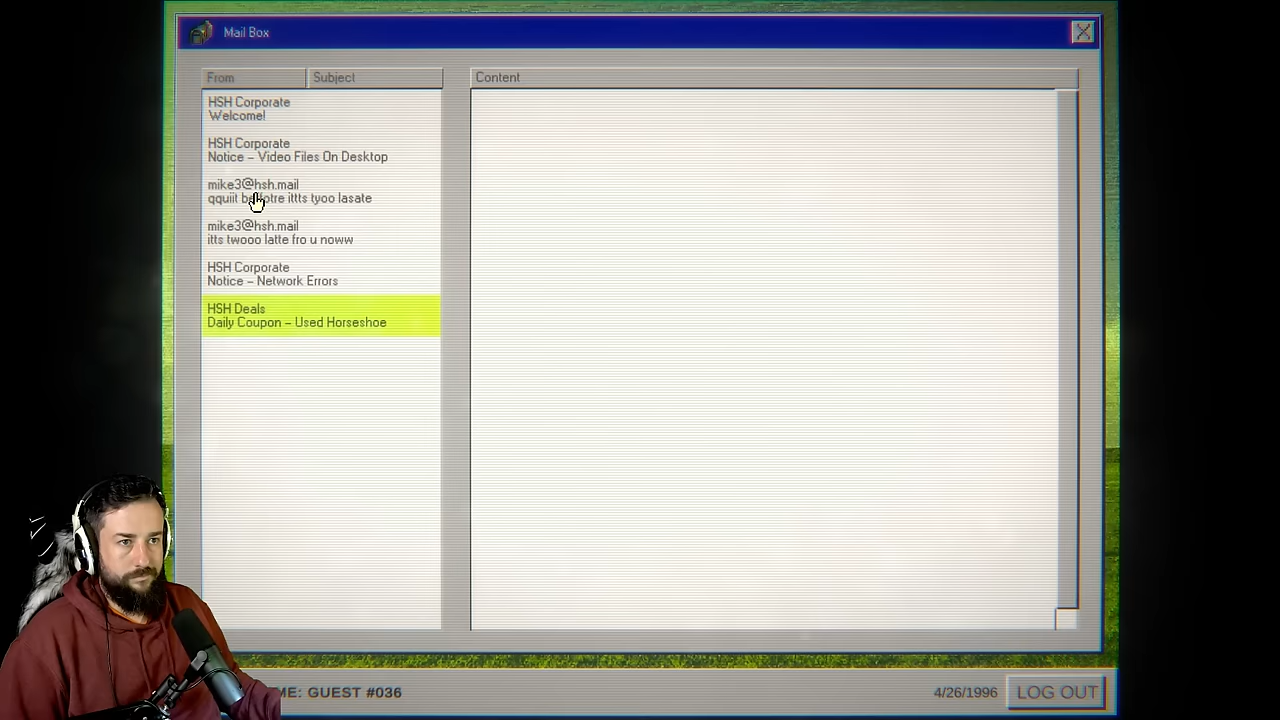 Mail Box
From
Subject
Content
HSH Corporate
Welcome!
HSH Corporate
Notice - Video Files On Desktop
mike3@hsh.mail
qquiit ittts tyoo lasate
mike3@hsh.mail
itts twooo latte fro u noww
HSH Corporate
Notice - Network Errors
HSH Deals
Daily Coupon - Used Horseshoe
ME: GUEST #036
4/26/1996
LOG OUT